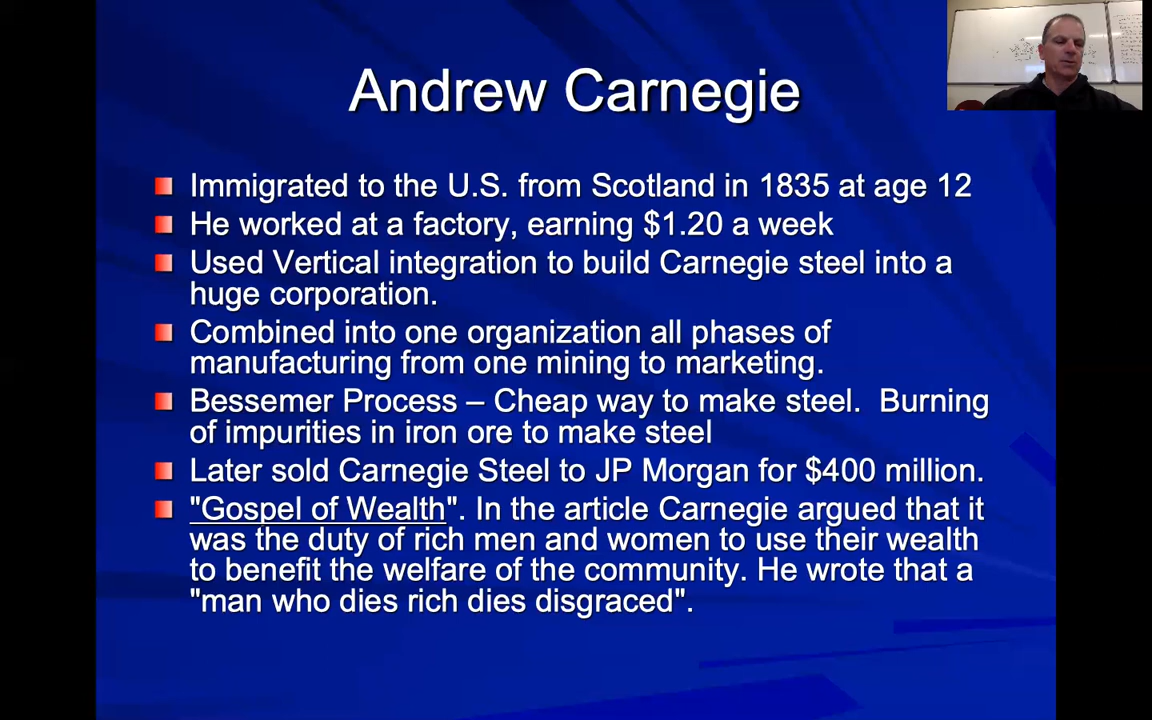 Andrew Carnegie
Immigrated to the U.S. from Scotland in 1835 at age 12
He worked at a factory, earning $1.20 a week
Used Vertical integration to build Carnegie steel into a
huge corporation.
Combined into one organization all phases of
manufacturing from one mining to marketing.
Bessemer Process – Cheap way to make steel.  Burning
of impurities in iron ore to make steel
Later sold Carnegie Steel to JP Morgan for $400 million.
"Gospel of Wealth". In the article Carnegie argued that it
was the duty of rich men and women to use their wealth
to benefit the welfare of the community. He wrote that a
"man who dies rich dies disgraced".